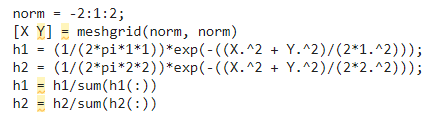 norm = -2:1:2;
[X Y] = meshgrid(norm, norm)
h1 = (1/(2*pi*1*1))*exp(-((X.^2 + Y.^2)/(2*1.^2)));
h2 = (1/(2*pi*2*2))*exp(-((X.^2 + Y.^2)/(2*2.^2)));
h1 = h1/sum(h1(:))
h2 = h2/sum(h2(:))